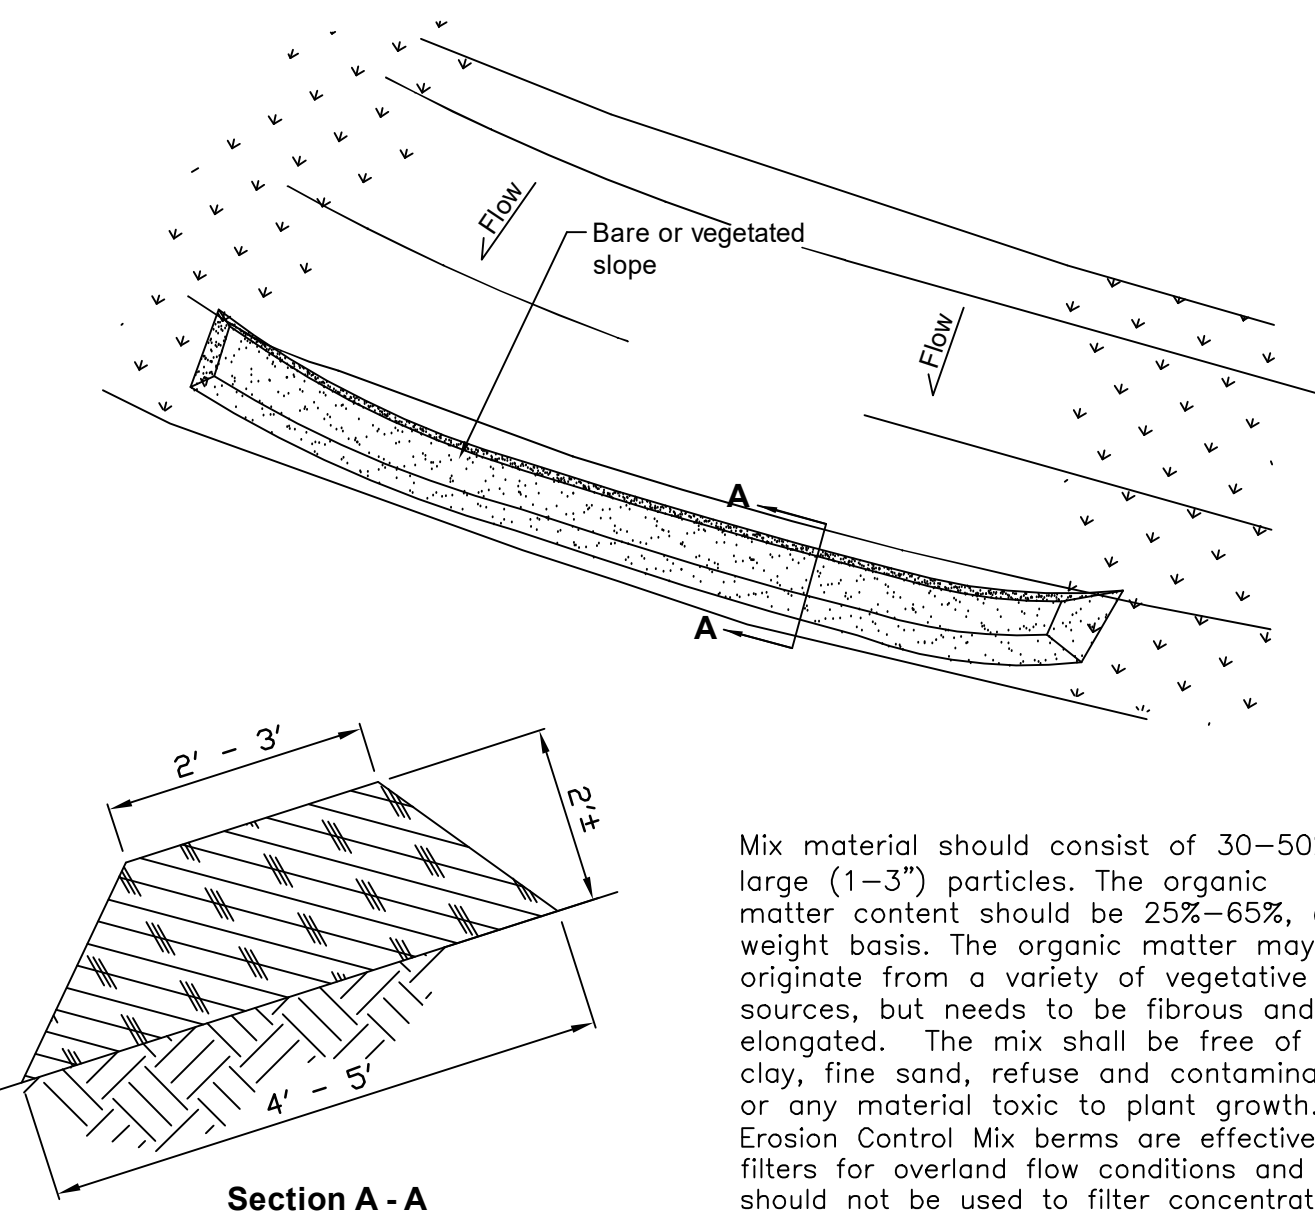 Flow
Bare or vegetated
slope
Flow
A
A
2' - 3'
2'±
4' - 5'
Section A - A
Mix material should consist of 30-50
large (1-3") particles. The organic
matter content should be 25%-65%,
weight basis. The organic matter may
originate from a variety of vegetative
sources, but needs to be fibrous and
elongated. The mix shall be free of
clay, fine sand, refuse and contamina
or any material toxic to plant growth.
Erosion Control Mix berms are effective
filters for overland flow conditions and
should not be used to filter concentrat